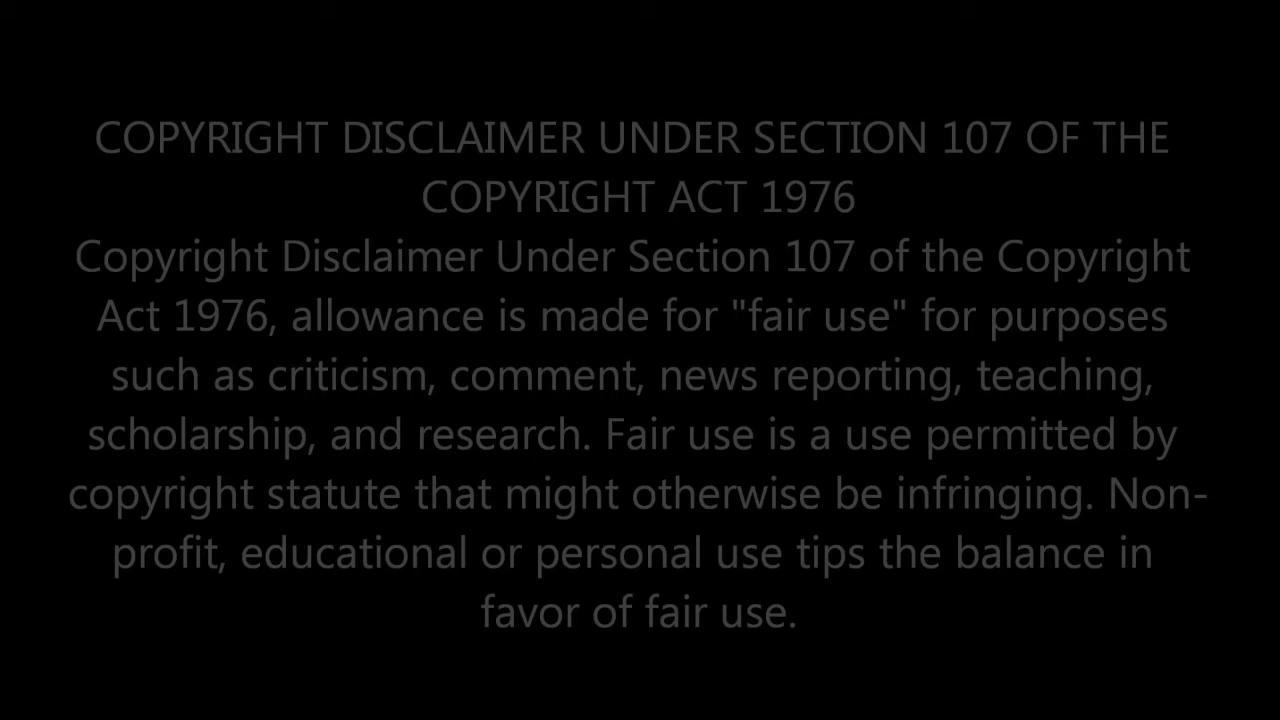 COPYRIGHT DISCLAIMER UNDER SECTION 107 OF THE
COPYRIGHT ACT 1976
Copyright Disclaimer Under Section 107 of the Copyright
Act 1976, allowance is made for "fair use" for purposes
such as criticism, comment, news reporting, teaching,
scholarship, and research. Fair use is a use permitted by
copyright statute that might otherwise be infringing. Non-
profit, educational or personal use tips the balance in
favor of fair use.